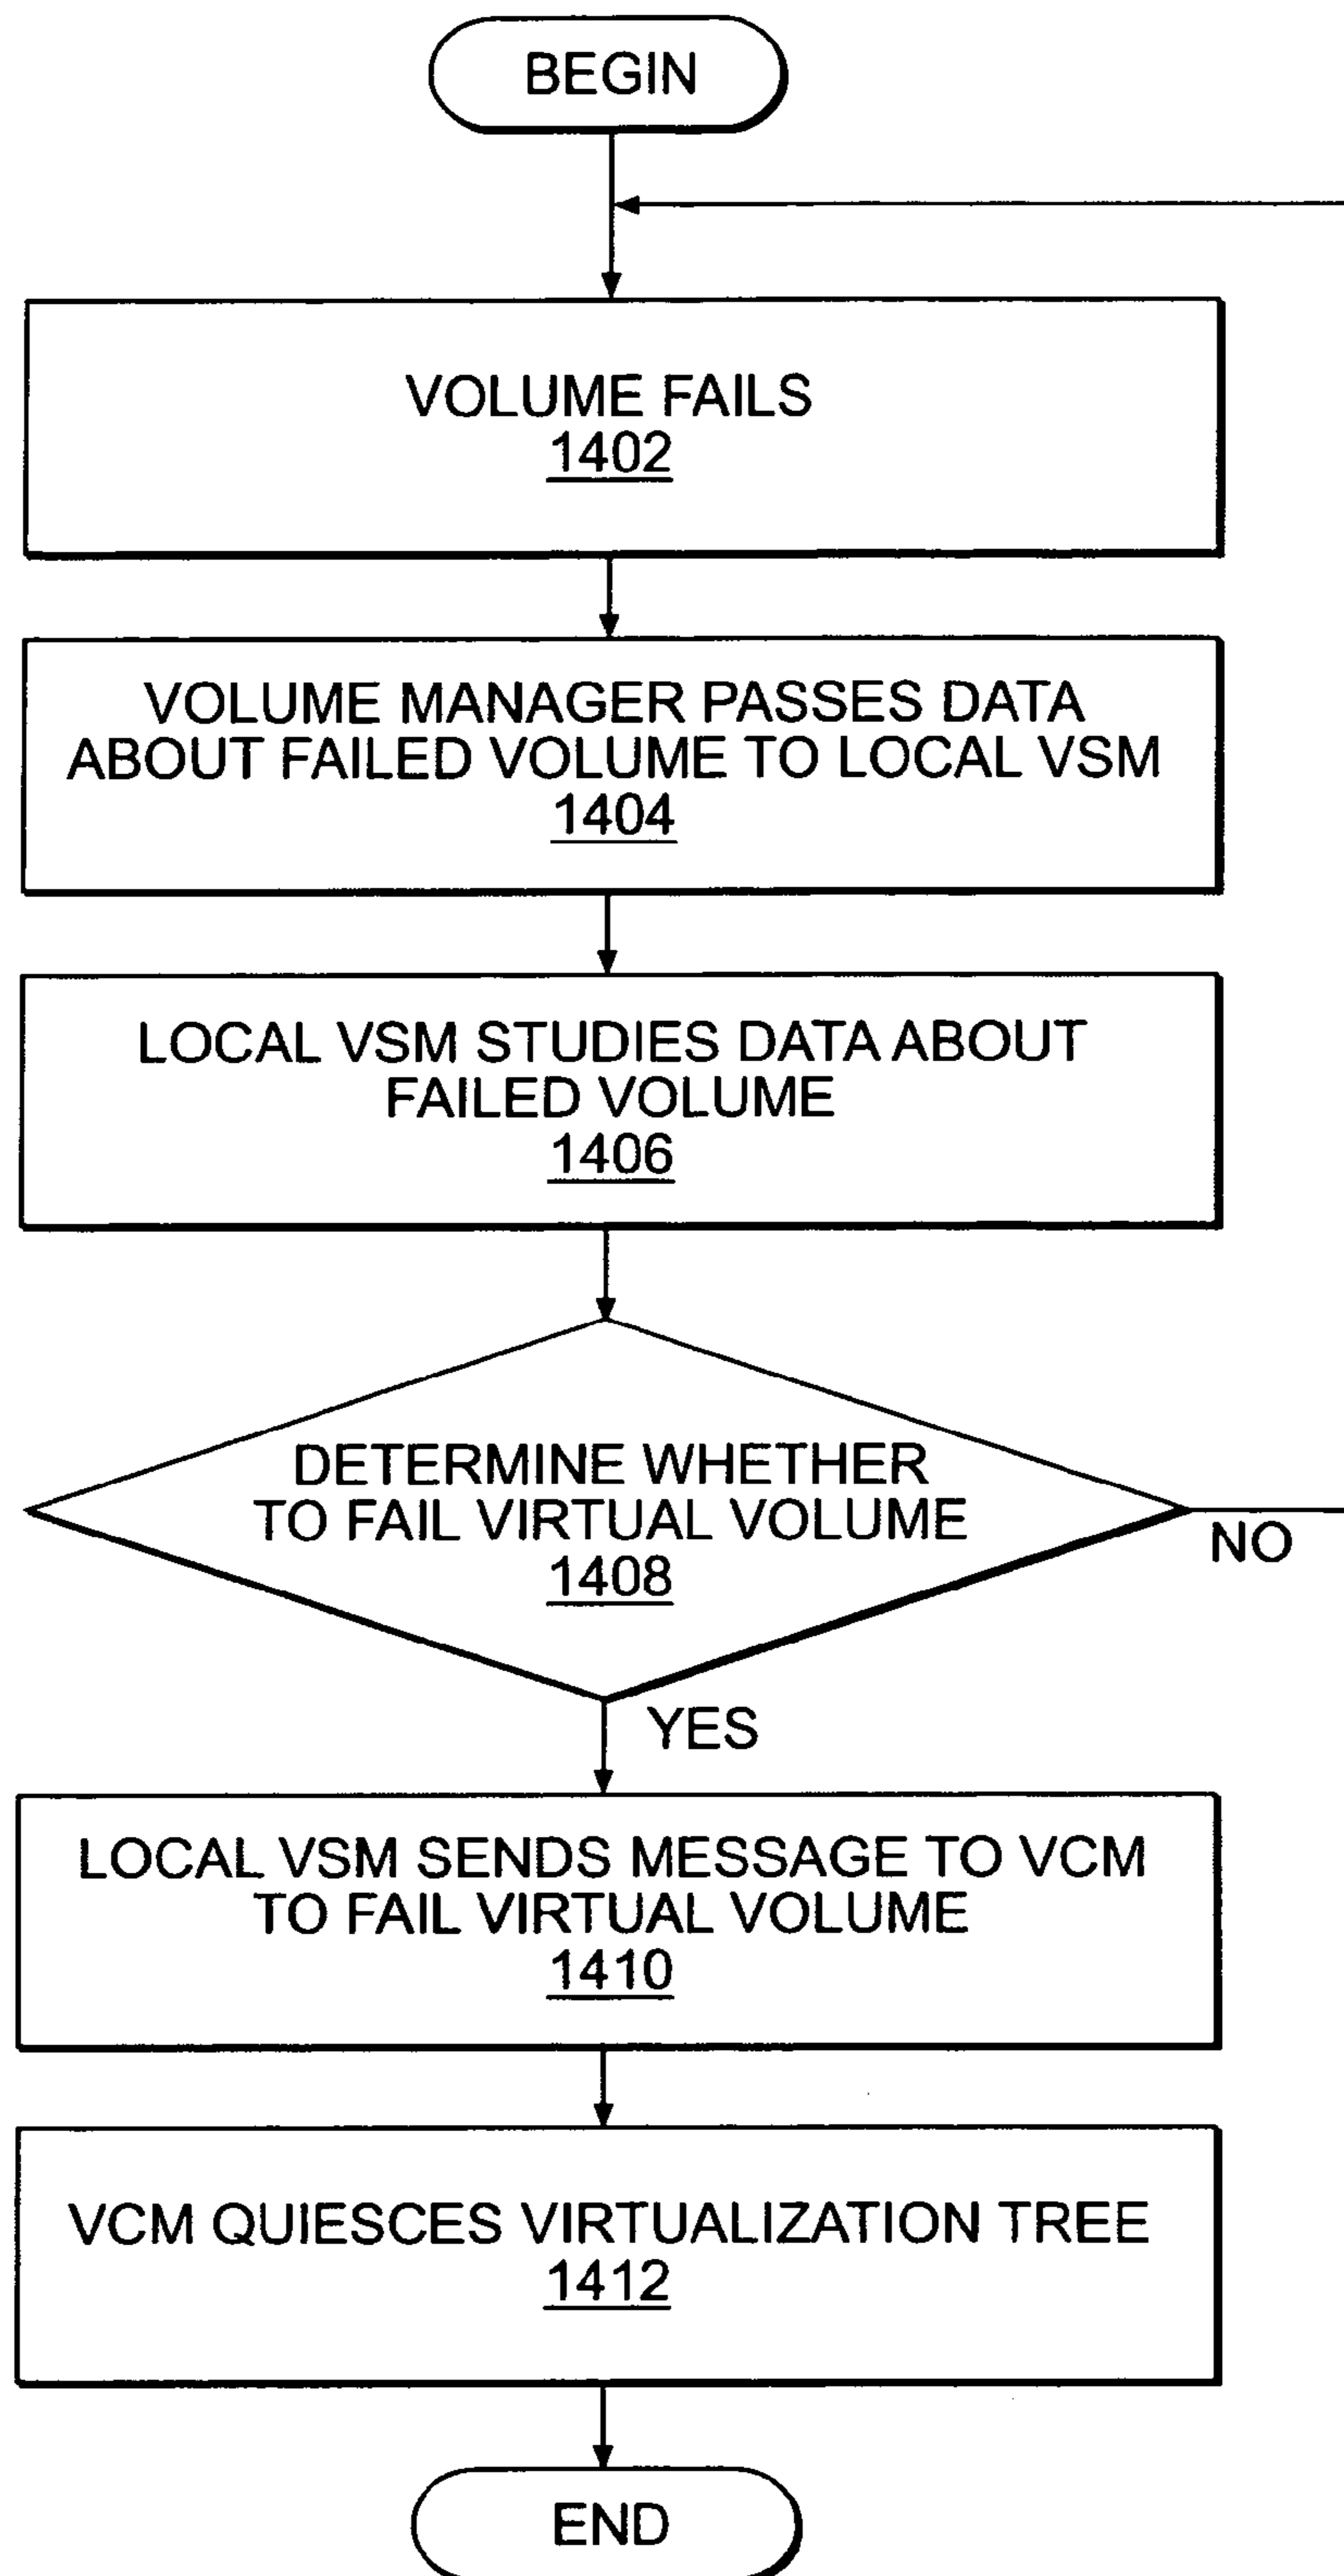 BEGIN
VOLUME FAILS
1402
VOLUME MANAGER PASSES DATA
ABOUT FAILED VOLUME TO LOCAL VSM
1404
LOCAL VSM STUDIES DATA ABOUT
FAILED VOLUME
1406
DETERMINE WHETHER
TO FAIL VIRTUAL VOLUME
1408
NO
YES
LOCAL VSM SENDS MESSAGE TO VCM
TO FAIL VIRTUAL VOLUME
1410
VCM QUIESCES VIRTUALIZATION TREE
1412
END